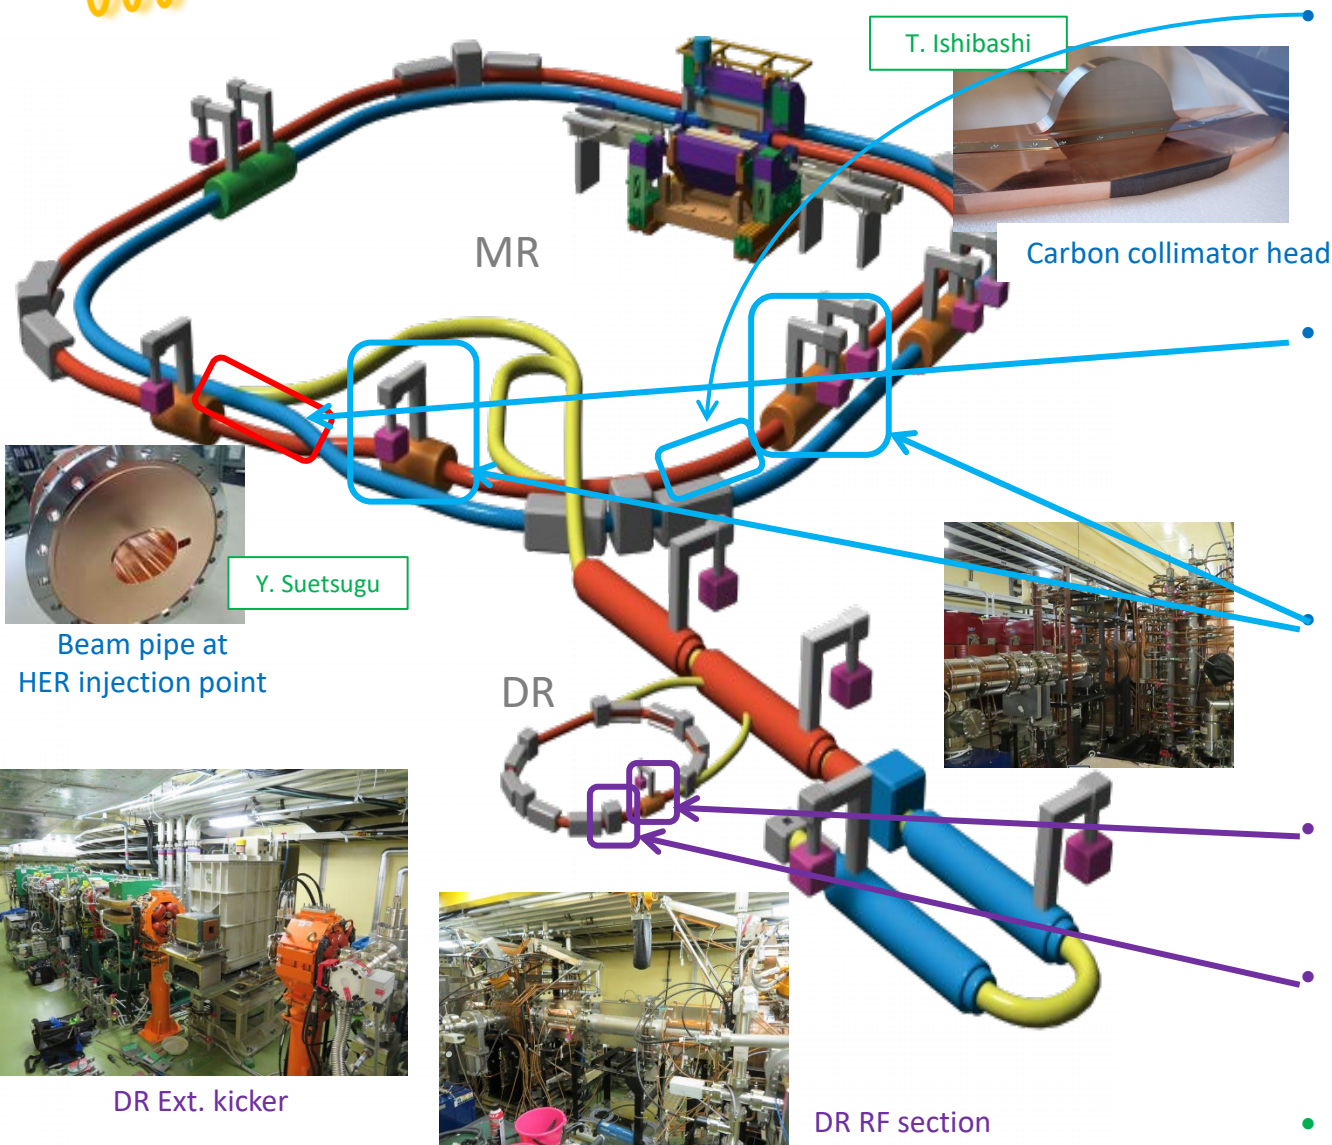 T. Ishibashi
Carbon collimator head
MR
Y. Suetsugu
Beam pipe at
HER injection point
DR
DR Ext. kicker
DR RF section